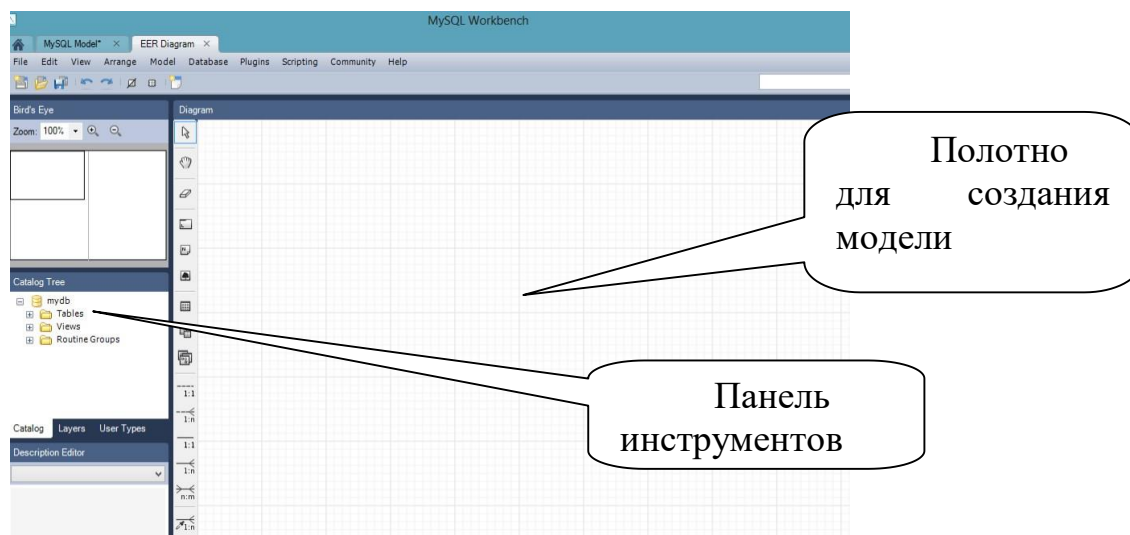 MySQL Workbench
MySQL Model* × EER Diagram ×
File Edit View Arrange Model Database Plugins Scripting Community Help
Bird's Eye
Zoom: 100%
Diagram
Полотно
для создания
модели
Catalog Tree
mydb
Tables
Views
Routine Groups
Панель
инструментов
1:1
1:n
1:1
1:n
n:m
1:n
Catalog Layers User Types
Description Editor